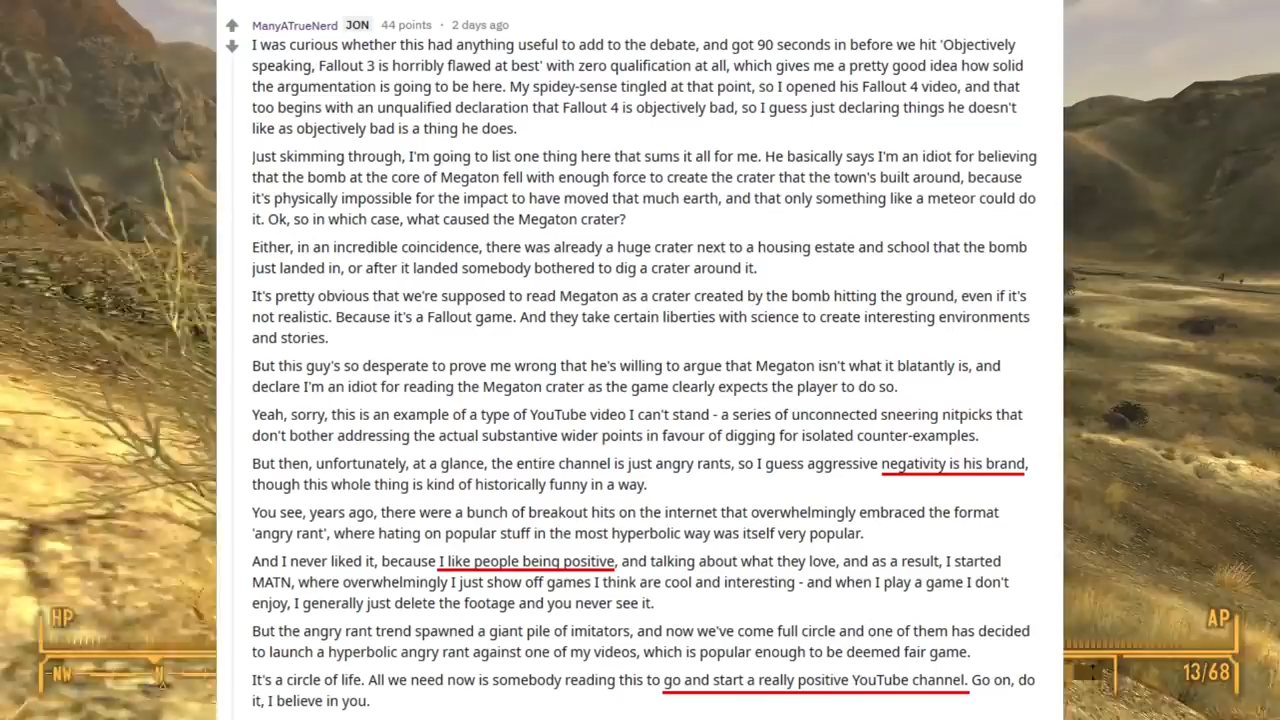 ManyATrueNerd JON 44 points · 2 days ago
I was curious whether this had anything useful to add to the debate, and got 90 seconds in before we hit 'Objectively
speaking, Fallout 3 is horribly flawed at best' with zero qualification at all, which gives me a pretty good idea how solid
the argumentation is going to be here. My spidey-sense tingled at that point, so I opened his Fallout 4 video, and that
too begins with an unqualified declaration that Fallout 4 is objectively bad, so I guess just declaring things he doesn't
like as objectively bad is a thing he does.
Just skimming through, I'm going to list one thing here that sums it all for me. He basically says I'm an idiot for believing
that the bomb at the core of Megaton fell with enough force to create the crater that the town's built around, because
it's physically impossible for the impact to have moved that much earth, and that only something like a meteor could do
it. Ok, so in which case, what caused the Megaton crater?
Either, in an incredible coincidence, there was already a huge crater next to a housing estate and school that the bomb
just landed in, or after it landed somebody bothered to dig a crater around it.
It's pretty obvious that we're supposed to read Megaton as a crater created by the bomb hitting the ground, even if it's
not realistic. Because it's a Fallout game. And they take certain liberties with science to create interesting environments
and stories.
But this guy's so desperate to prove me wrong that he's willing to argue that Megaton isn't what it blatantly is, and
declare I'm an idiot for reading the Megaton crater as the game clearly expects the player to do so.
Yeah, sorry, this is an example of a type of YouTube video I can't stand - a series of unconnected sneering nitpicks that
don't bother addressing the actual substantive wider points in favour of digging for isolated counter-examples.
But then, unfortunately, at a glance, the entire channel is just angry rants, so I guess aggressive negativity is his brand,
though this whole thing is kind of historically funny in a way.
You see, years ago, there were a bunch of breakout hits on the internet that overwhelmingly embraced the format
'angry rant', where hating on popular stuff in the most hyperbolic way was itself very popular.
And I never liked it, because I like people being positive, and talking about what they love, and as a result, I started
MATN, where overwhelmingly I just show off games I think are cool and interesting - and when I play a game I don't
enjoy, I generally just delete the footage and you never see it.
But the angry rant trend spawned a giant pile of imitators, and now we've come full circle and one of them has decided
to launch a hyperbolic angry rant against one of my videos, which is popular enough to be deemed fair game.
It's a circle of life. All we need now is somebody reading this to go and start a really positive YouTube channel. Go on, do
it, I believe in you.
HP
AP
NW
N
13/68